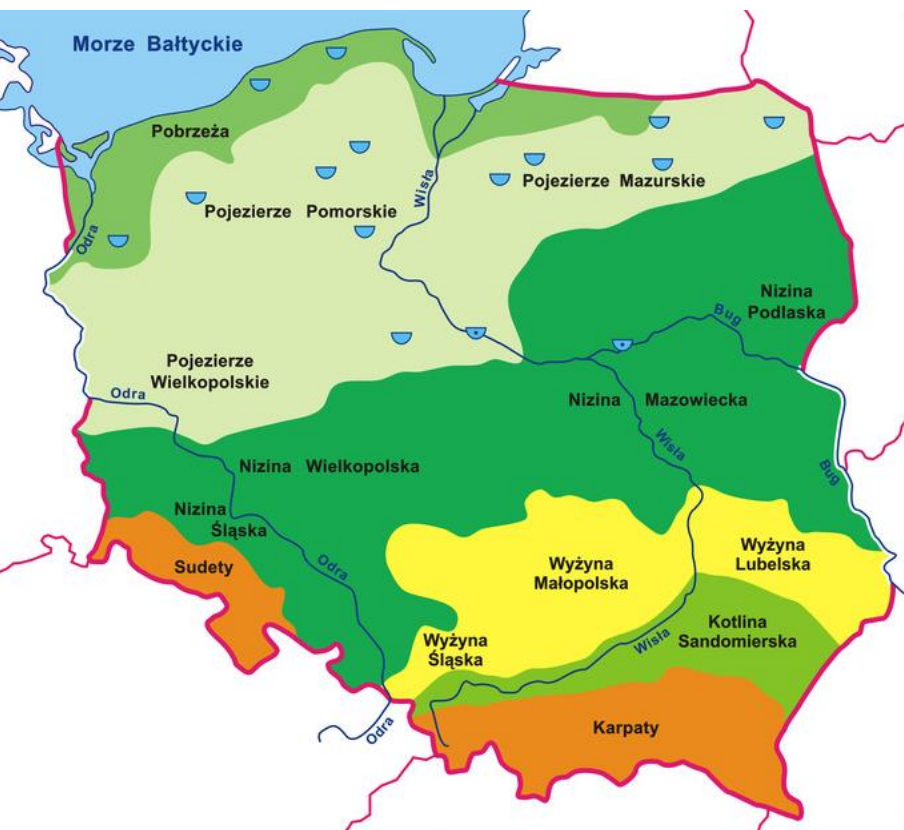 Morze Bałtyckie
Pobrzeża
Wisła
Pojezierze Mazurskie
Pojezierze Pomorskie
Odra
Nizina
Podlaska
Bug
Pojezierze
Wielkopolskie
Odra
Nizina Mazowiecka
Wisła
Nizina Wielkopolska
Bug
Nizina
Śląska
Odra
Sudety
Wyżyna
Małopolska
Wyżyna
Lubelska
Kotlina
Sandomierska
Wyżyna
Śląska
Wisła
Odra
Karpaty